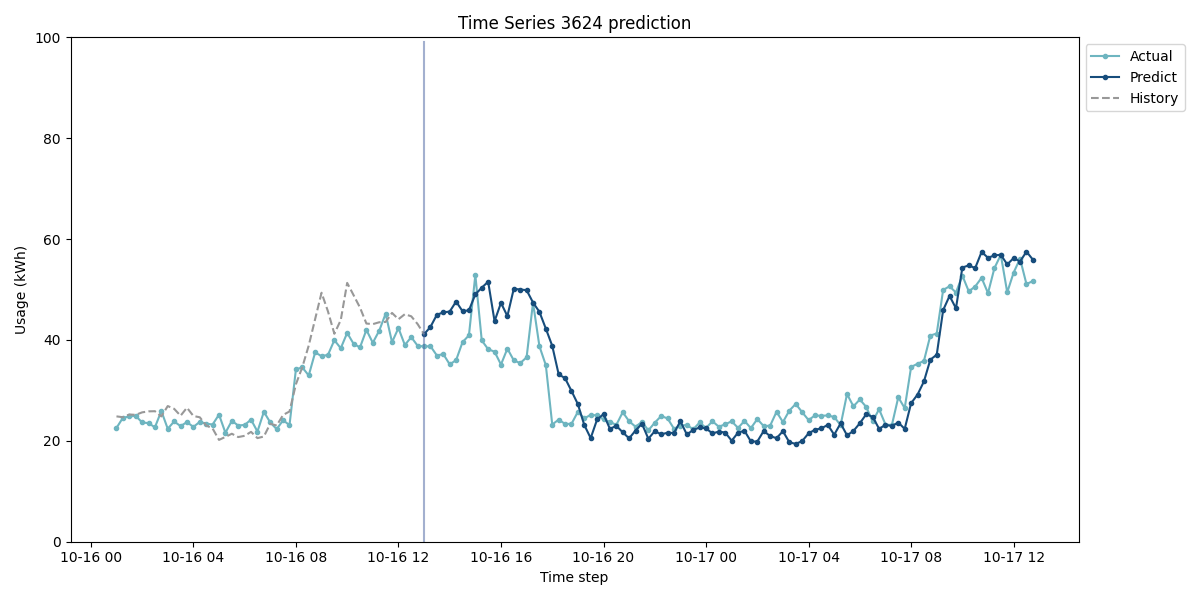 Time Series 3624 prediction
Usage (kWh)
100
80
60
40
20
0
10-16 00
10-16 04
10-16 08
10-16 12
10-16 16
10-16 20
10-17 00
10-17 04
10-17 08
10-17 12
Time step
Actual
Predict
History